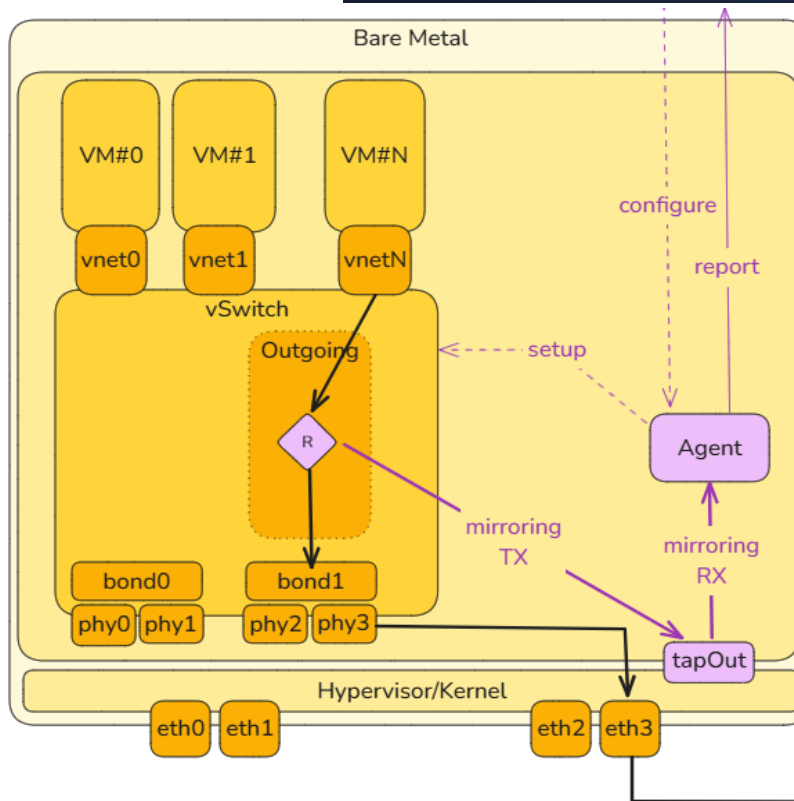 Bare Metal
VM#0
VM#1
VM#N
configure
vnet0
vnet1
vnetN
report
vSwitch
Outgoing
setup
R
Agent
mirroring
TX
mirroring
RX
bond0
bond1
phy0
phy1
phy2
phy3
tapOut
Hypervisor/Kernel
eth0
eth1
eth2
eth3